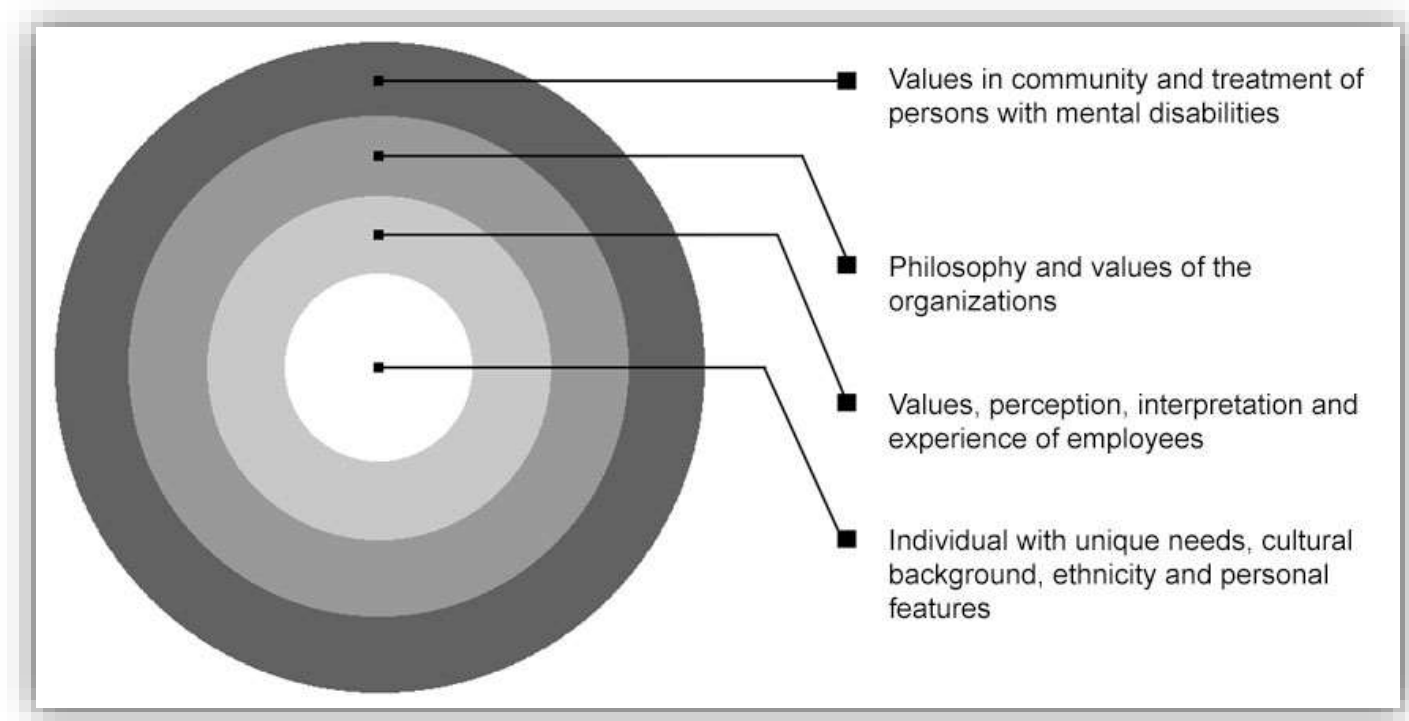 Values in community and treatment of
persons with mental disabilities
Philosophy and values of the
organizations
Values, perception, interpretation and
experience of employees
Individual with unique needs, cultural
background, ethnicity and personal
features